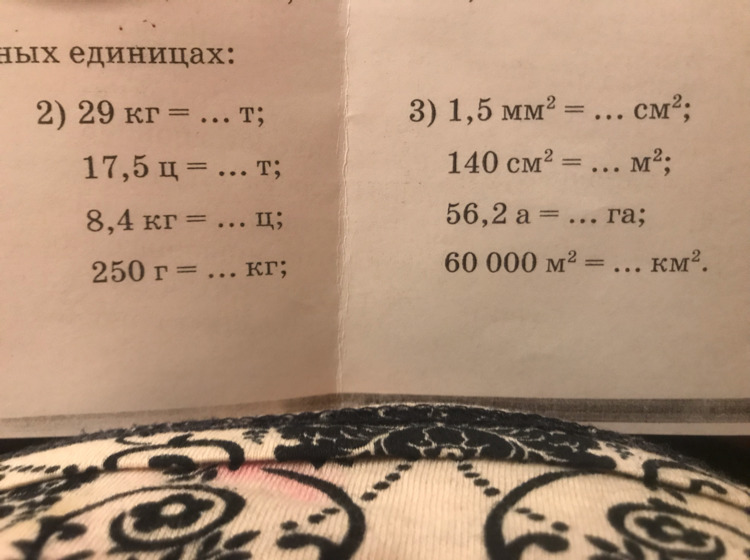 ных единицах:
2) 29 кг = ... т;
17,5 ц = ... т;
8,4 кг = ... ц;
250 г = ... кг;
3) 1,5 мм² = ... см²;
140 см² = ... м²;
56,2 а = ... га;
60 000 м² = ... км².